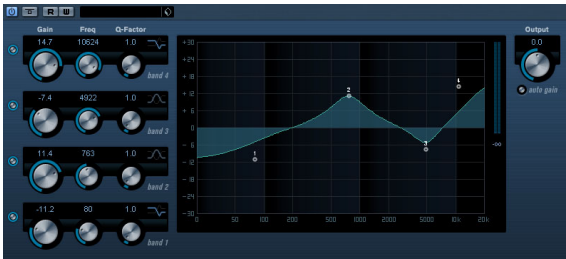 R W
Gain Freq Q-Factor
14.7 10624 1.0
band 4
-7.4 4922 1.0
band 3
11.4 763 1.0
band 2
-11.2 80 1.0
band 1
+30
+24
+18
+12
+6
0
-6
-12
-18
-24
-30
0 50 100 200 500 1000 2000 5000 10k 20k
1
2
3
4
-∞
Output
0.0
auto gain